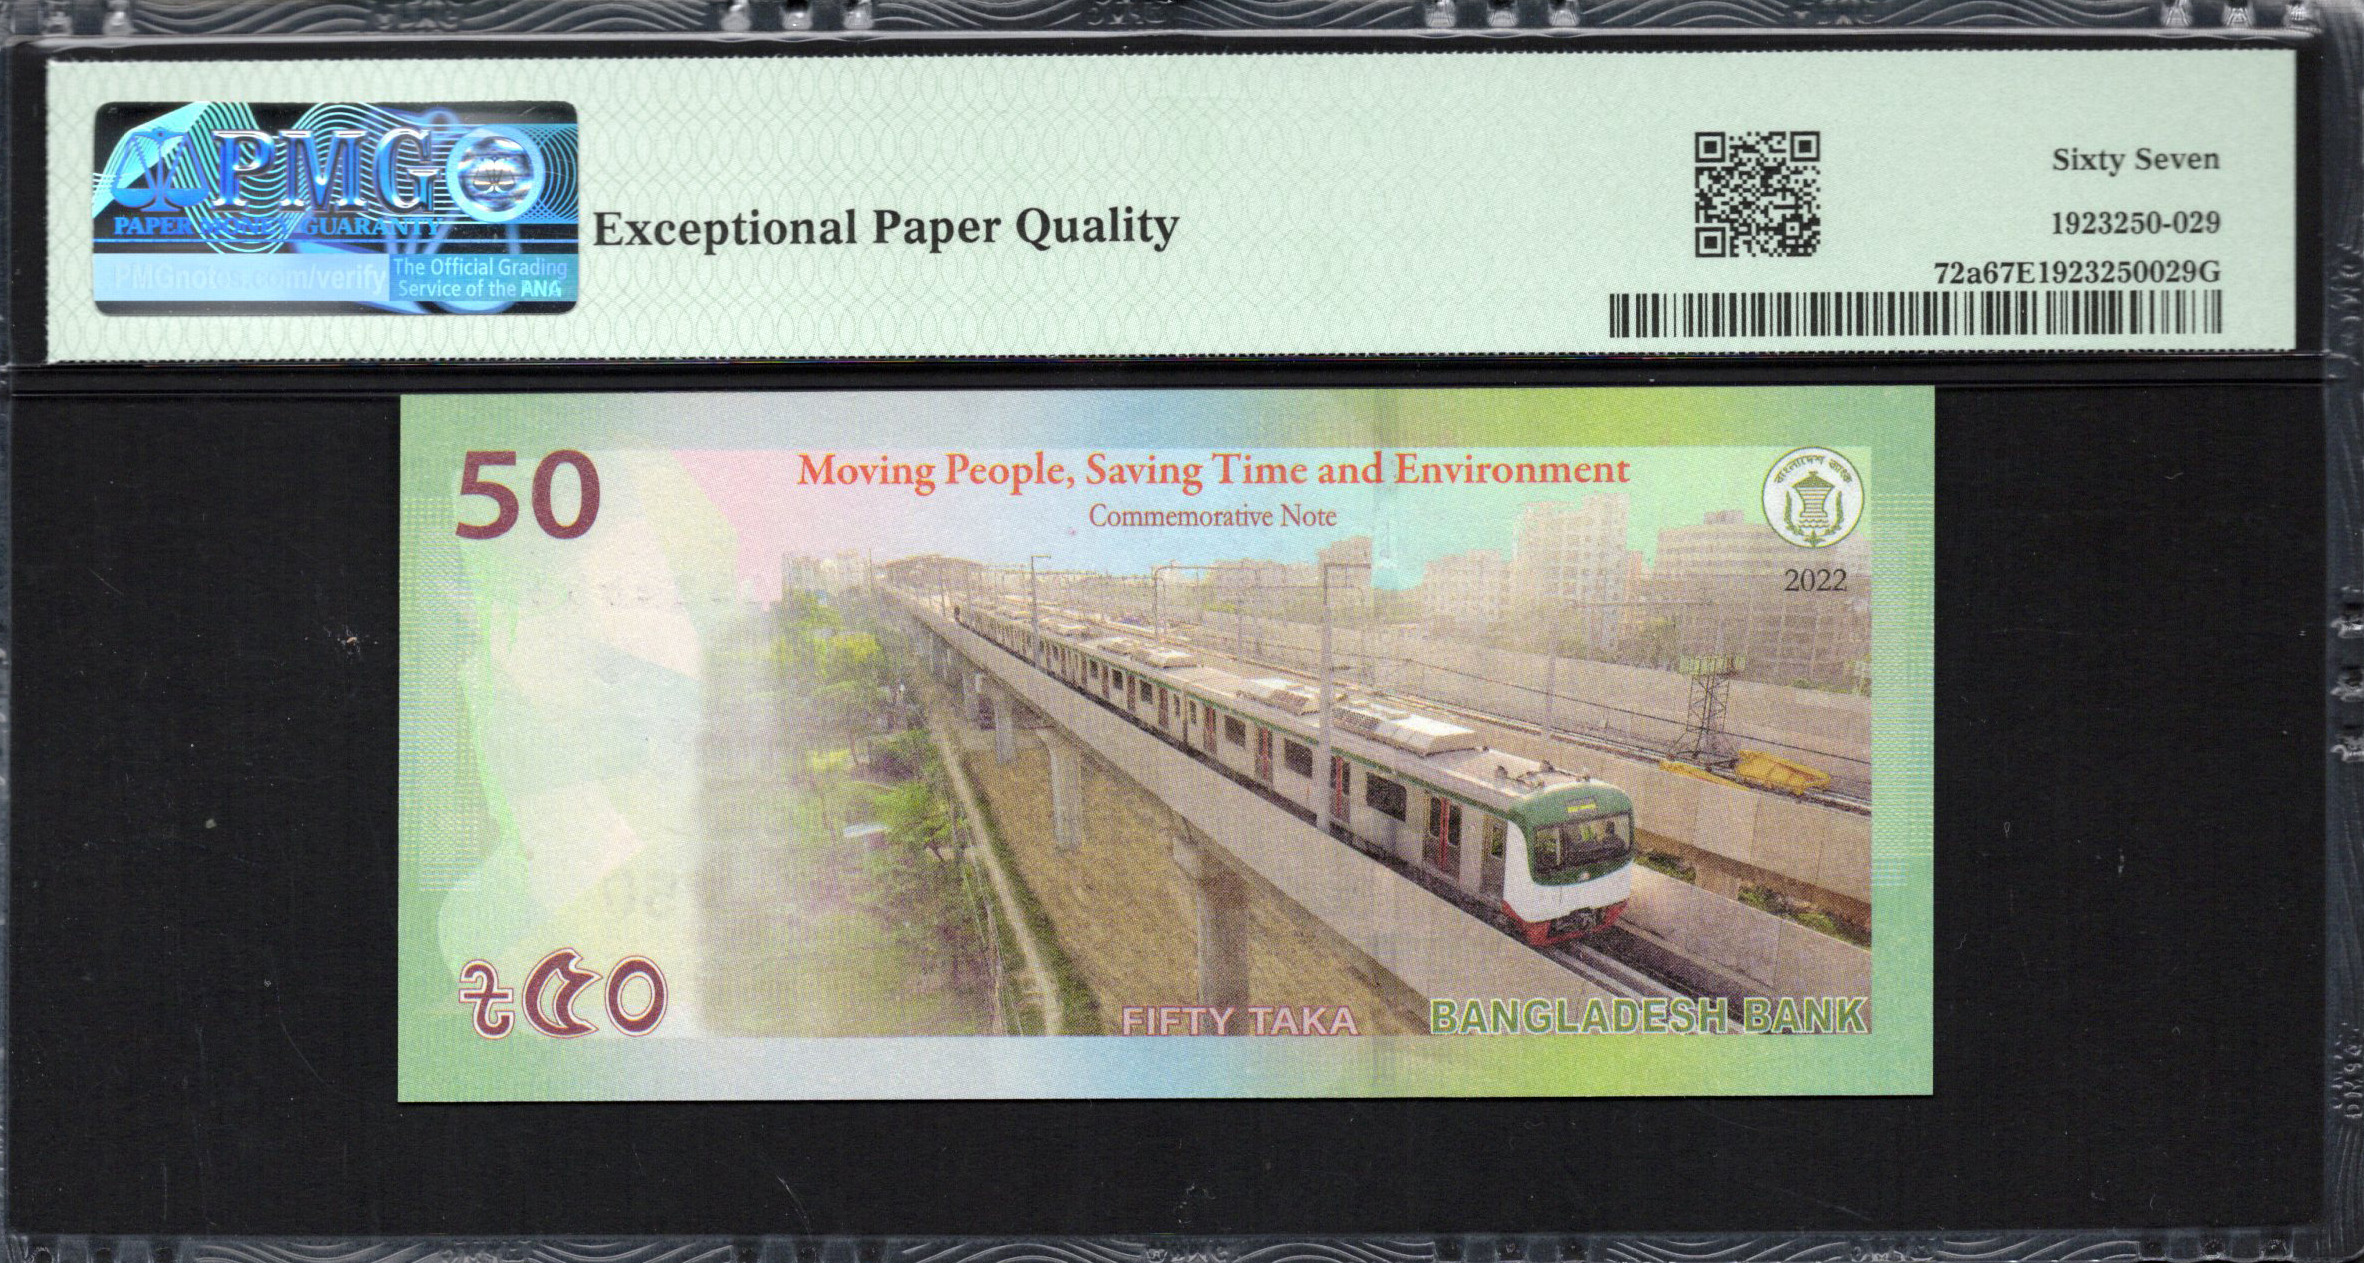 PMG
PAPER MONEY GUARANTY
PMGnotes.com/verify
The Official Grading
Service of the ANA
Exceptional Paper Quality
Sixty Seven
1923250-029
72a67E1923250029G
50
Moving People, Saving Time and Environment
Commemorative Note
বাংলাদেশ ব্যাংক
2022
৳৫০
FIFTY TAKA
BANGLADESH BANK